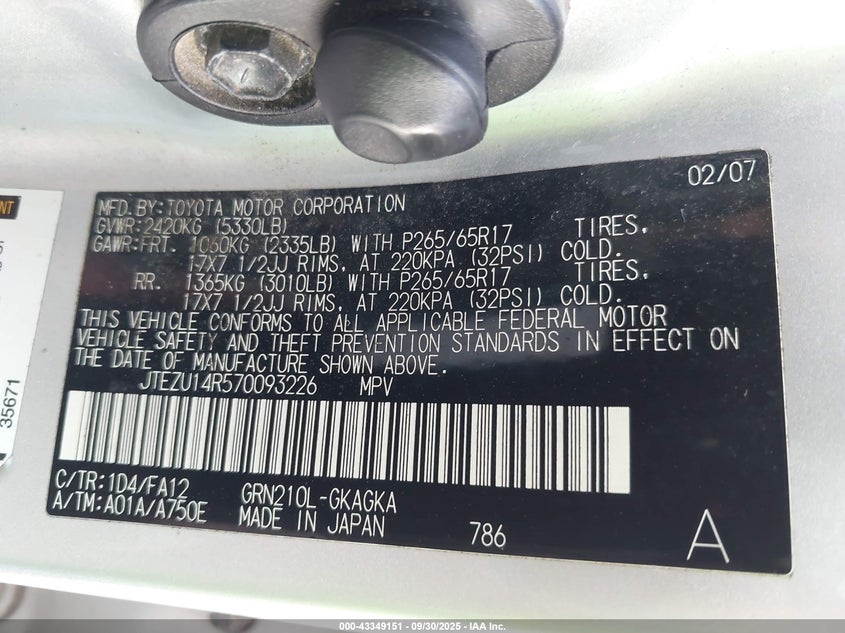 02/07
MFD. BY: TOYOTA MOTOR CORPORATION
GVWR: 2420KG (5330LB)
GAWR: FRT. 1060KG (2335LB) WITH P265/65R17 TIRES,
17X7 1/2JJ RIMS, AT 220KPA (32PSI) COLD.
RR. 1365KG (3010LB) WITH P265/65R17 TIRES,
17X7 1/2JJ RIMS, AT 220KPA (32PSI) COLD.
THIS VEHICLE CONFORMS TO ALL APPLICABLE FEDERAL MOTOR
VEHICLE SAFETY AND THEFT PREVENTION STANDARDS IN EFFECT ON
THE DATE OF MANUFACTURE SHOWN ABOVE.
JTEZU14R570093226 MPV
C/TR: 1D4/FA12 GRN210L-GKAGKA
A/TM: A01A/A750E MADE IN JAPAN 786 A
35671
000-43349151 - 09/30/2025 - IAA Inc.